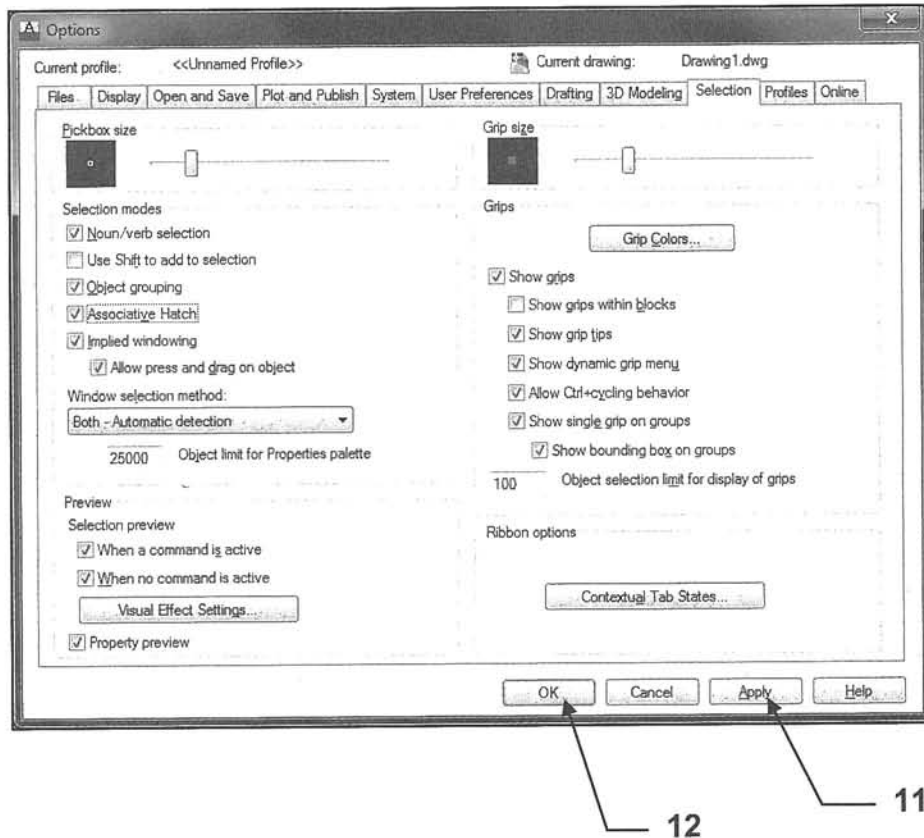 A Options X
Current profile: <<Unnamed Profile>> Current drawing: Drawing1.dwg
Files Display Open and Save Plot and Publish System User Preferences Drafting 3D Modeling Selection Profiles Online
Pickbox size
Selection modes
Noun/verb selection
Use Shift to add to selection
Object grouping
Associative Hatch
Implied windowing
Allow press and drag on object
Window selection method:
Both - Automatic detection
25000 Object limit for Properties palette
Preview
Selection preview
When a command is active
When no command is active
Visual Effect Settings...
Property preview
Grip size
Grips
Grip Colors...
Show grips
Show grips within blocks
Show grip tips
Show dynamic grip menu
Allow Ctrl+cycling behavior
Show single grip on groups
Show bounding box on groups
100 Object selection limit for display of grips
Ribbon options
Contextual Tab States...
OK Cancel Apply Help
11
12